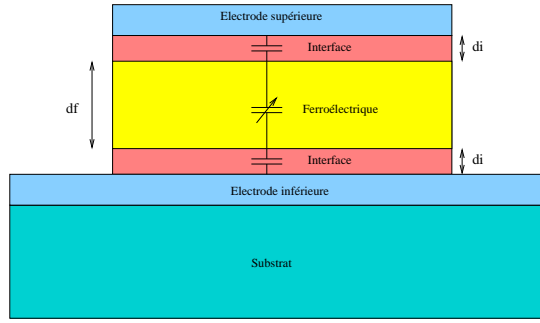 Electrode supérieure
Interface
di
df
Ferroélectrique
Interface
di
Electrode inférieure
Substrat